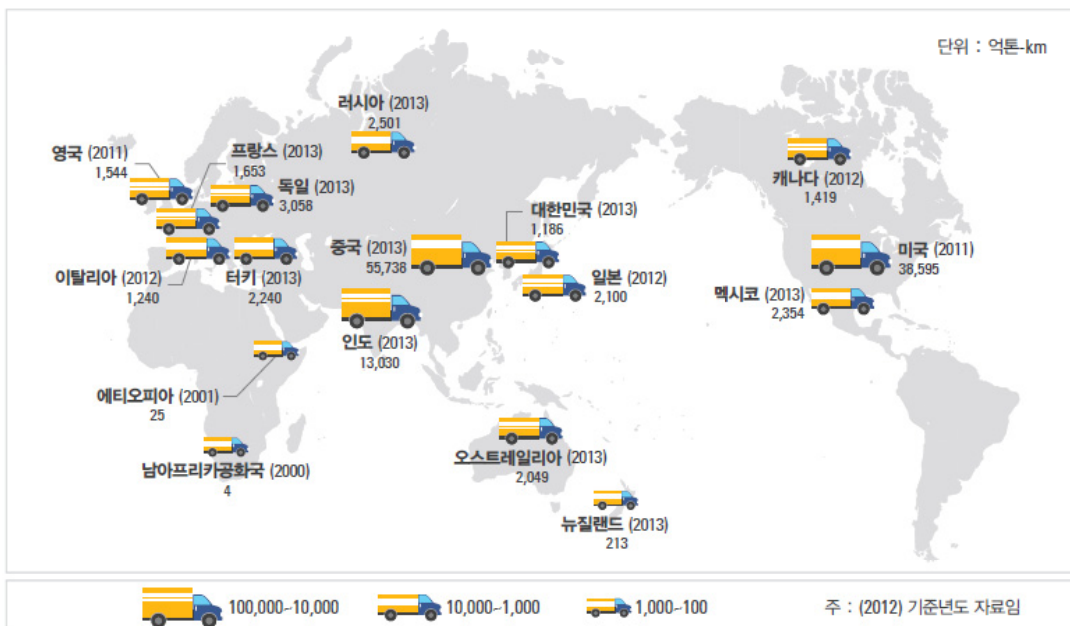 단위 : 억톤-km
러시아 (2013)
2,501
영국 (2011)
1,544
프랑스 (2013)
1,653
독일 (2013)
3,058
캐나다 (2012)
1,419
대한민국 (2013)
1,186
중국 (2013)
55,738
미국 (2011)
38,595
이탈리아 (2012)
1,240
터키 (2013)
2,240
일본 (2012)
2,100
멕시코 (2013)
2,354
인도 (2013)
13,030
에티오피아 (2001)
25
남아프리카공화국 (2000)
4
오스트레일리아 (2013)
2,049
뉴질랜드 (2013)
213
100,000~10,000
10,000~1,000
1,000~100
주 : (2012) 기준년도 자료임